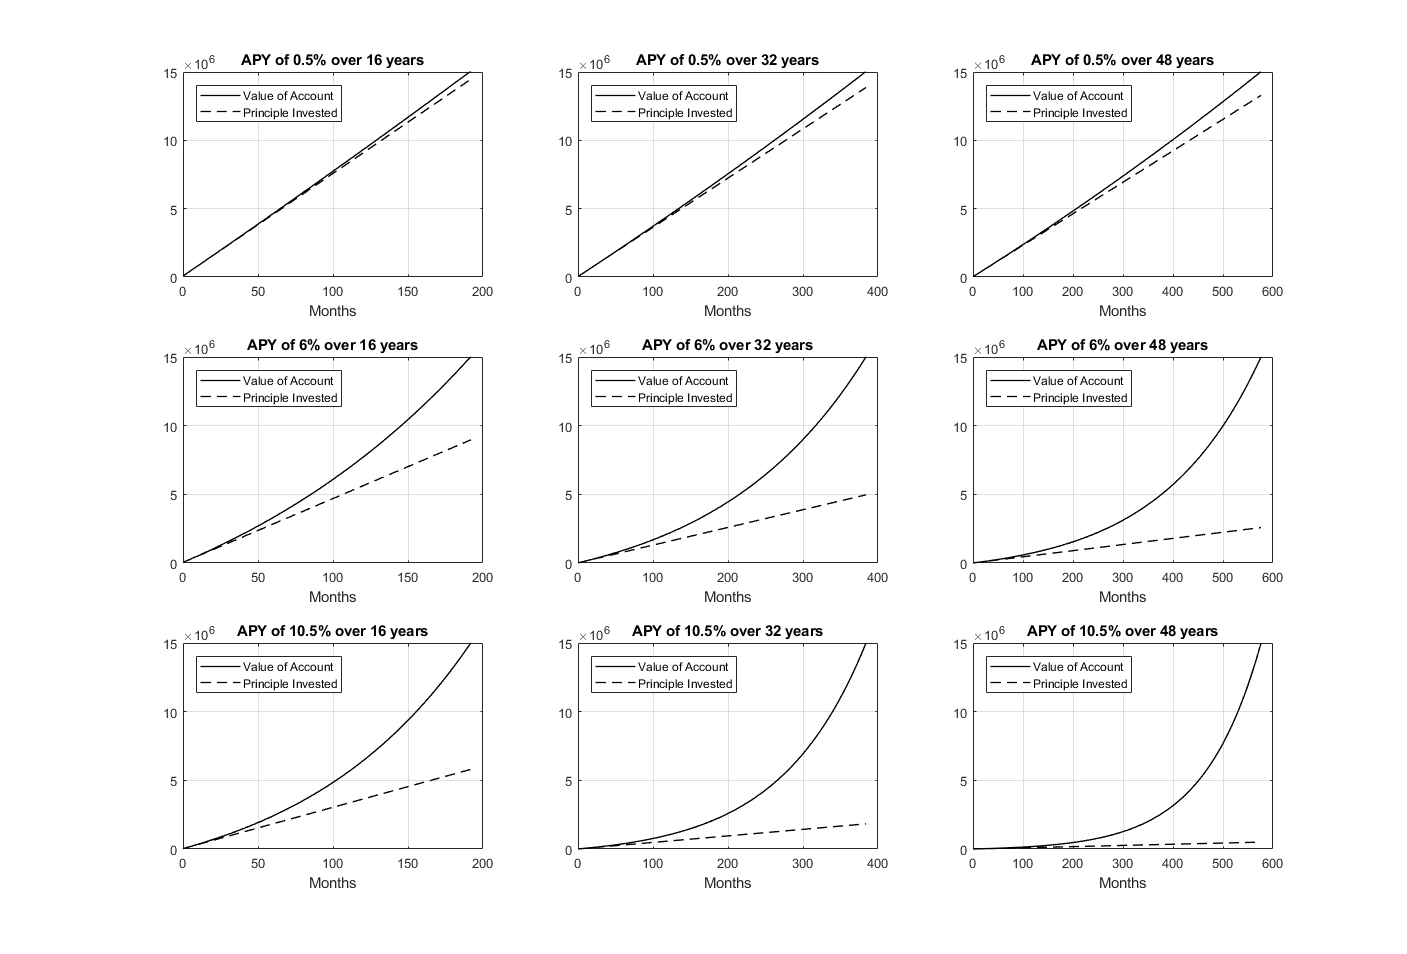 APY of 0.5% over 16 years
× 10^6
15
10
5
0
Value of Account
Principle Invested
0 50 100 150 200
Months
APY of 0.5% over 32 years
× 10^6
15
10
5
0
Value of Account
Principle Invested
0 100 200 300 400
Months
APY of 0.5% over 48 years
× 10^6
15
10
5
0
Value of Account
Principle Invested
0 100 200 300 400 500 600
Months
APY of 6% over 16 years
× 10^6
15
10
5
0
Value of Account
Principle Invested
0 50 100 150 200
Months
APY of 6% over 32 years
× 10^6
15
10
5
0
Value of Account
Principle Invested
0 100 200 300 400
Months
APY of 6% over 48 years
× 10^6
15
10
5
0
Value of Account
Principle Invested
0 100 200 300 400 500 600
Months
APY of 10.5% over 16 years
× 10^6
15
10
5
0
Value of Account
Principle Invested
0 50 100 150 200
Months
APY of 10.5% over 32 years
× 10^6
15
10
5
0
Value of Account
Principle Invested
0 100 200 300 400
Months
APY of 10.5% over 48 years
× 10^6
15
10
5
0
Value of Account
Principle Invested
0 100 200 300 400 500 600
Months